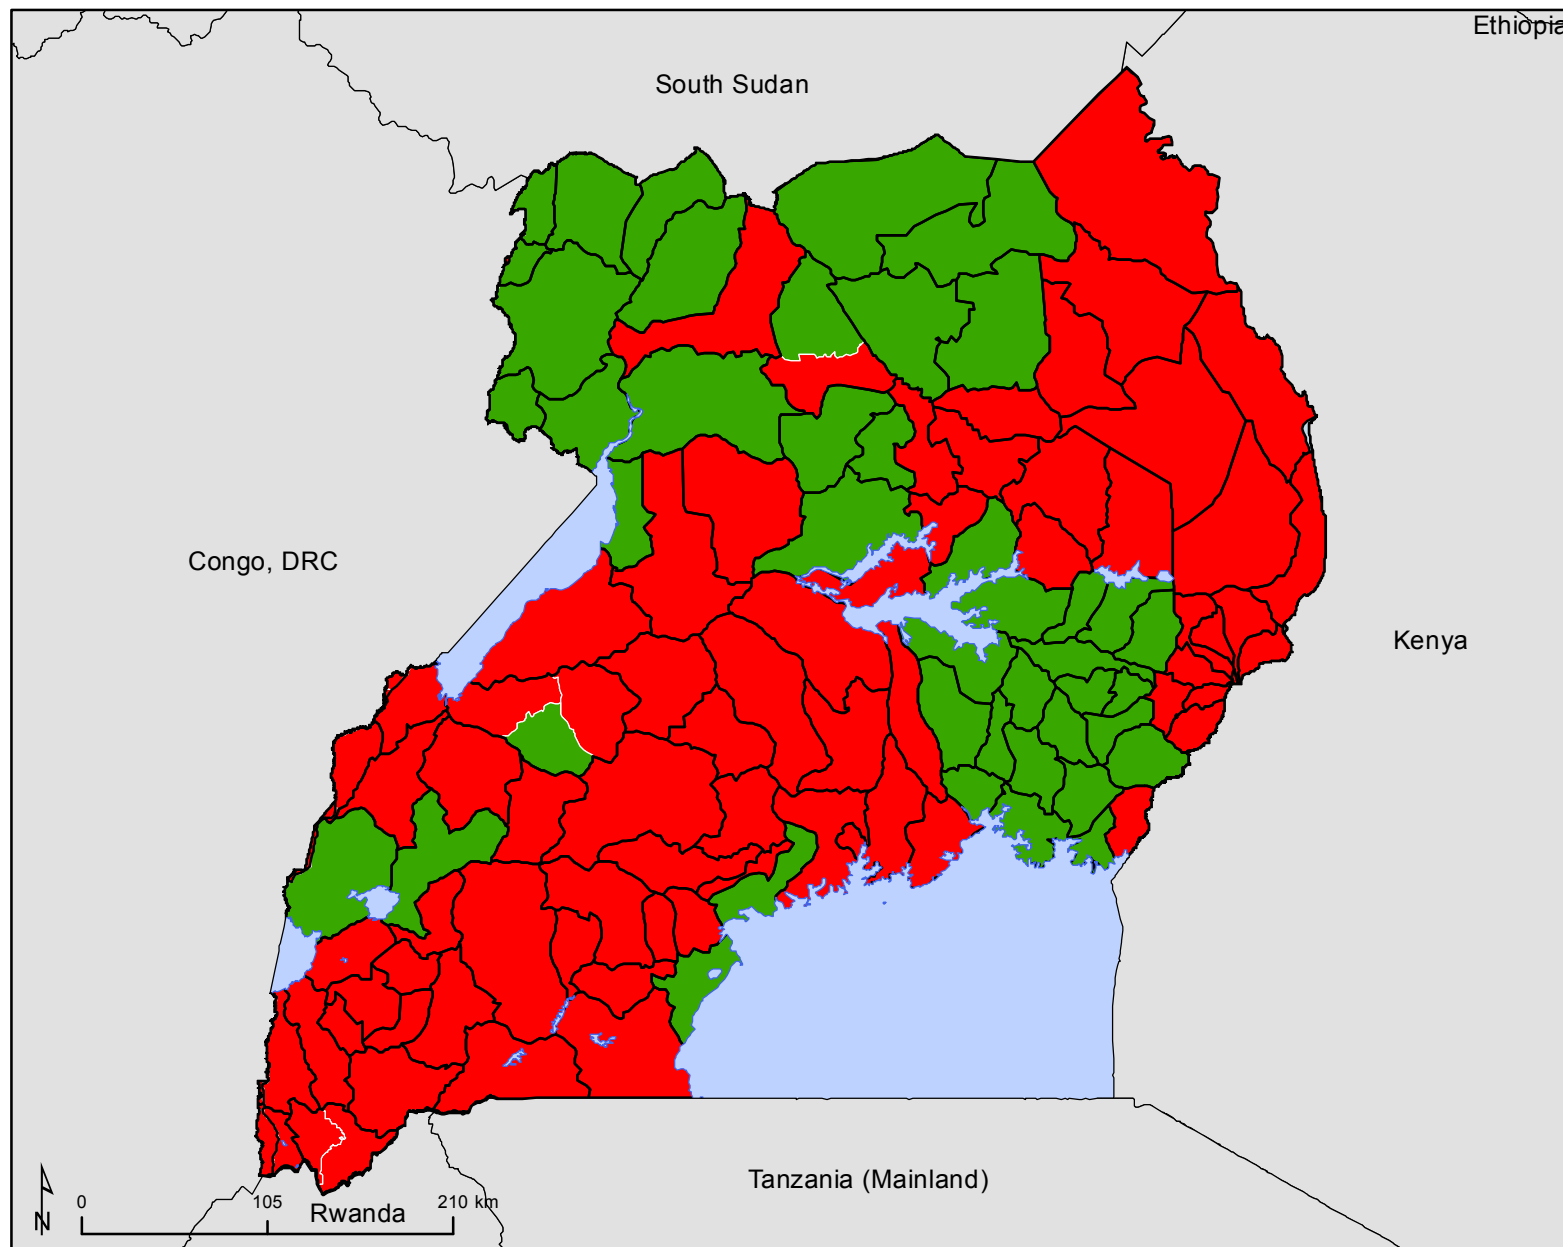 Ethiopia
South Sudan
Congo, DRC
Kenya
Tanzania (Mainland)
0 105 210 km
Rwanda
N